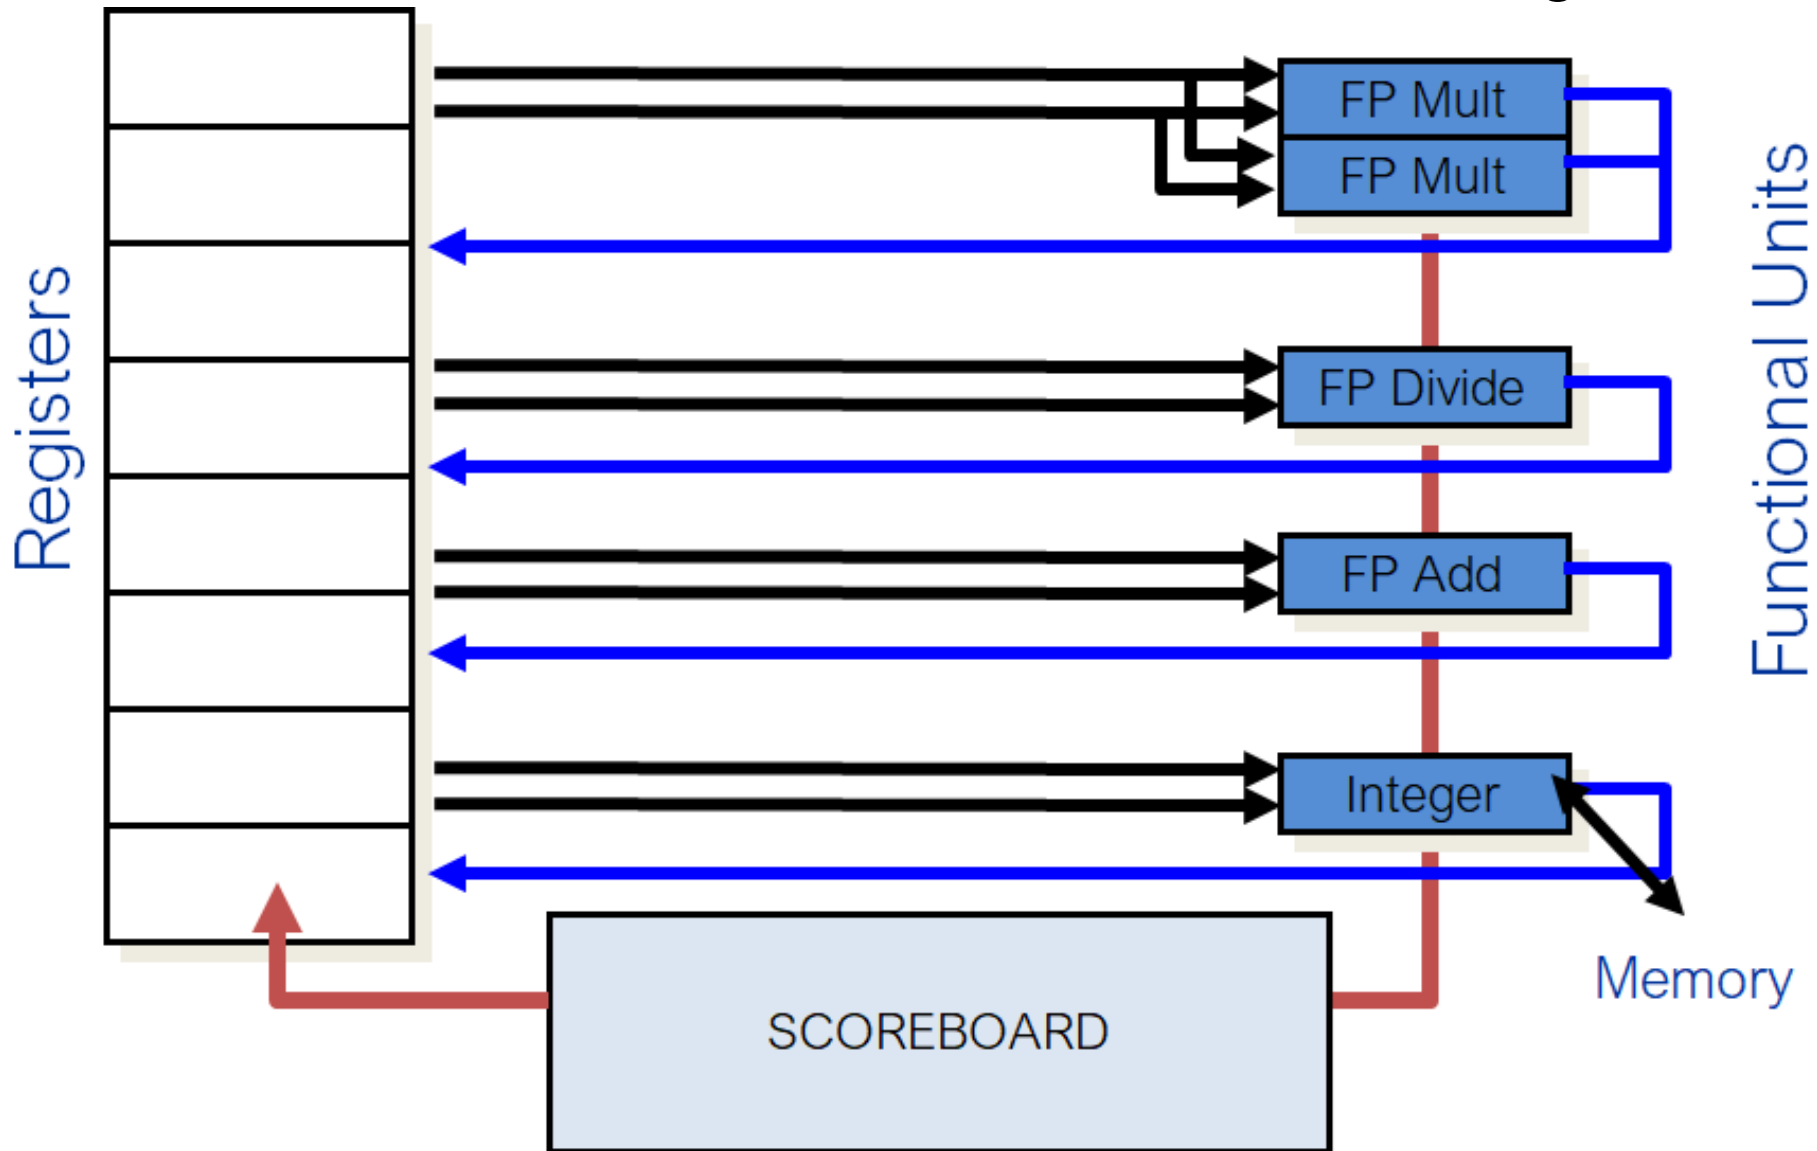 Registers
FP Mult
FP Mult
FP Divide
FP Add
Integer
Functional Units
Memory
SCOREBOARD